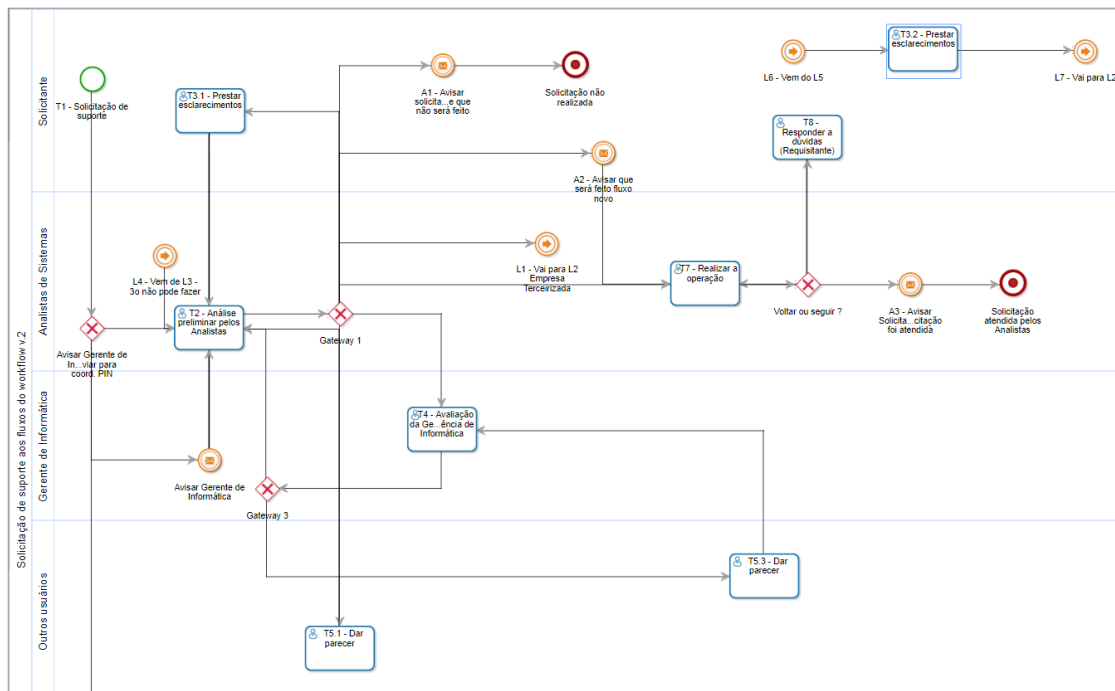 Solicitação de suporte aos fluxos do workflow v.2
Solicitante
T1 - Solicitação de
suporte
T3.1 - Prestar
esclarecimentos
A1 - Avisar
solicita...e que
não será feito
Solicitação não
realizada
L6 - Vem do L5
T3.2 - Prestar
esclarecimentos
L7 - Vai para L2
A2 - Avisar que
será feito fluxo
novo
T8 -
Responder a
dúvidas
(Requisitante)
Analistas de Sistemas
L4 - Vem de L3 -
3o não pode fazer
Avisar Gerente de
In...viar para
coord. PIN
T2 - Análise
preliminar pelos
Analistas
Gateway 1
L1 - Vai para L2
Empresa
Terceirizada
T7 - Realizar a
operação
Voltar ou seguir ?
A3 - Avisar
Solicita...citação
foi atendida
Solicitação
atendida pelos
Analistas
Gerente de Informática
Avisar Gerente de
Informática
Gateway 3
T4 - Avaliação
da Ge...ência de
Informática
Outros usuários
T5.1 - Dar
parecer
T5.3 - Dar
parecer